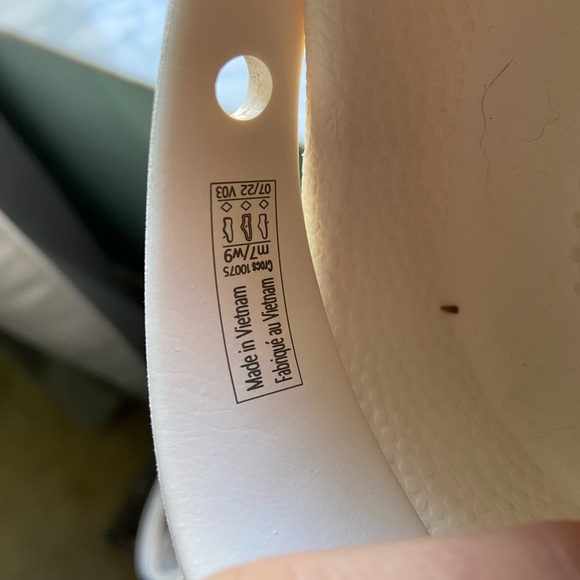 07/22 V03
m7/w9
Crocs 10075
Made in Vietnam
Fabriqué au Vietnam